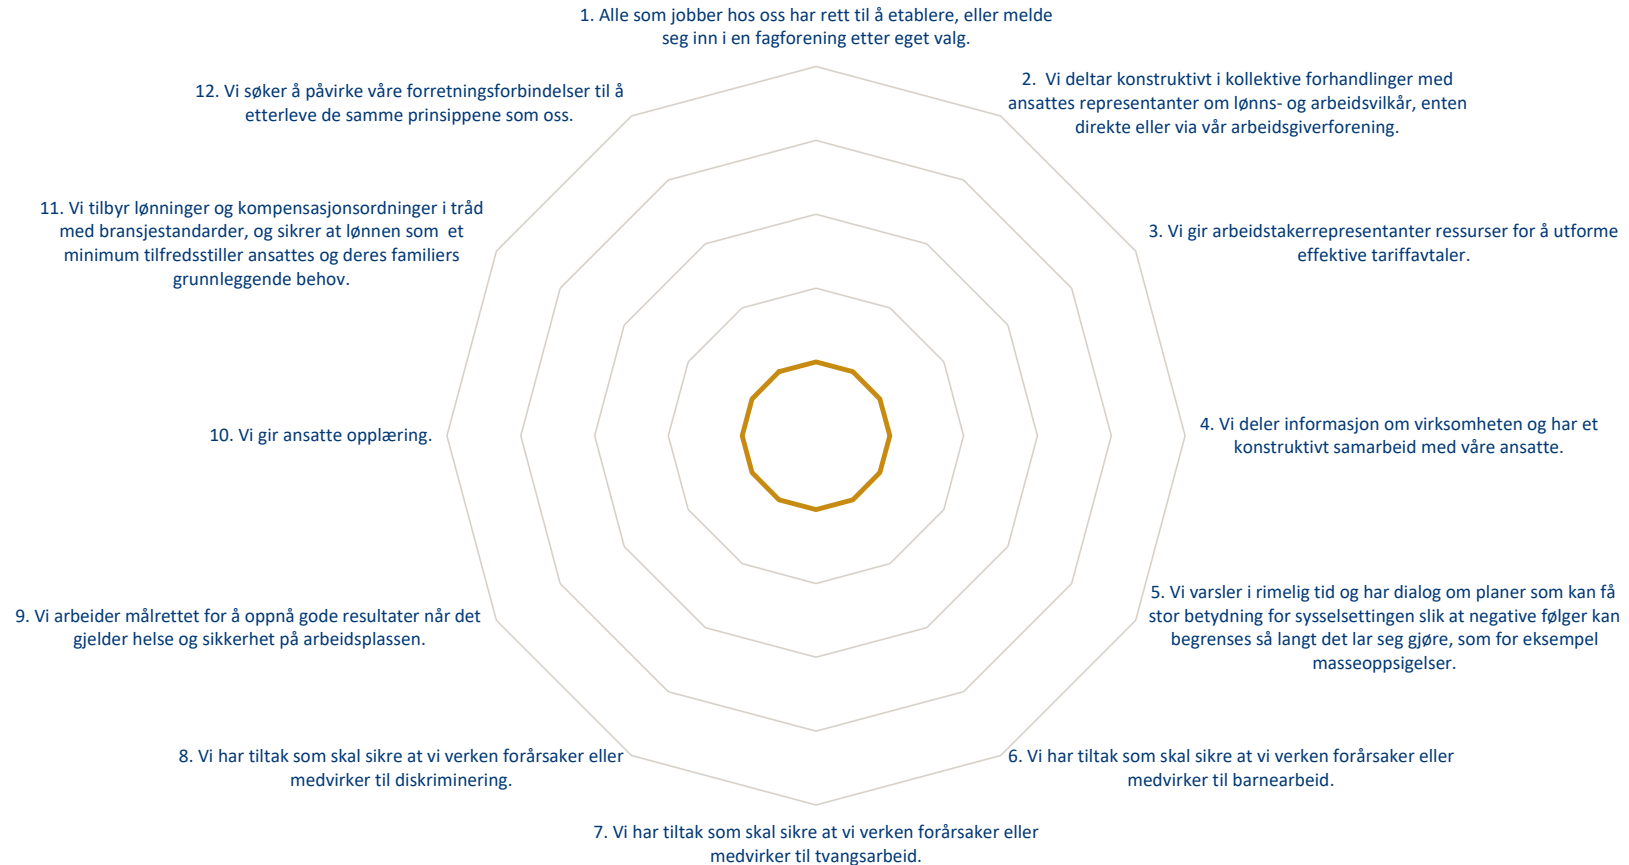 1. Alle som jobber hos oss har rett til å etablere, eller melde
seg inn i en fagforening etter eget valg.
2.  Vi deltar konstruktivt i kollektive forhandlinger med
ansattes representanter om lønns- og arbeidsvilkår, enten
direkte eller via vår arbeidsgiverforening.
3. Vi gir arbeidstakerrepresentanter ressurser for å utforme
effektive tariffavtaler.
4. Vi deler informasjon om virksomheten og har et
konstruktivt samarbeid med våre ansatte.
5. Vi varsler i rimelig tid og har dialog om planer som kan få
stor betydning for sysselsettingen slik at negative følger kan
begrenses så langt det lar seg gjøre, som for eksempel
masseoppsigelser.
6. Vi har tiltak som skal sikre at vi verken forårsaker eller
medvirker til barnearbeid.
7. Vi har tiltak som skal sikre at vi verken forårsaker eller
medvirker til tvangsarbeid.
8. Vi har tiltak som skal sikre at vi verken forårsaker eller
medvirker til diskriminering.
9. Vi arbeider målrettet for å oppnå gode resultater når det
gjelder helse og sikkerhet på arbeidsplassen.
10. Vi gir ansatte opplæring.
11. Vi tilbyr lønninger og kompensasjonsordninger i tråd
med bransjestandarder, og sikrer at lønnen som  et
minimum tilfredsstiller ansattes og deres familiers
grunnleggende behov.
12. Vi søker å påvirke våre forretningsforbindelser til å
etterleve de samme prinsippene som oss.